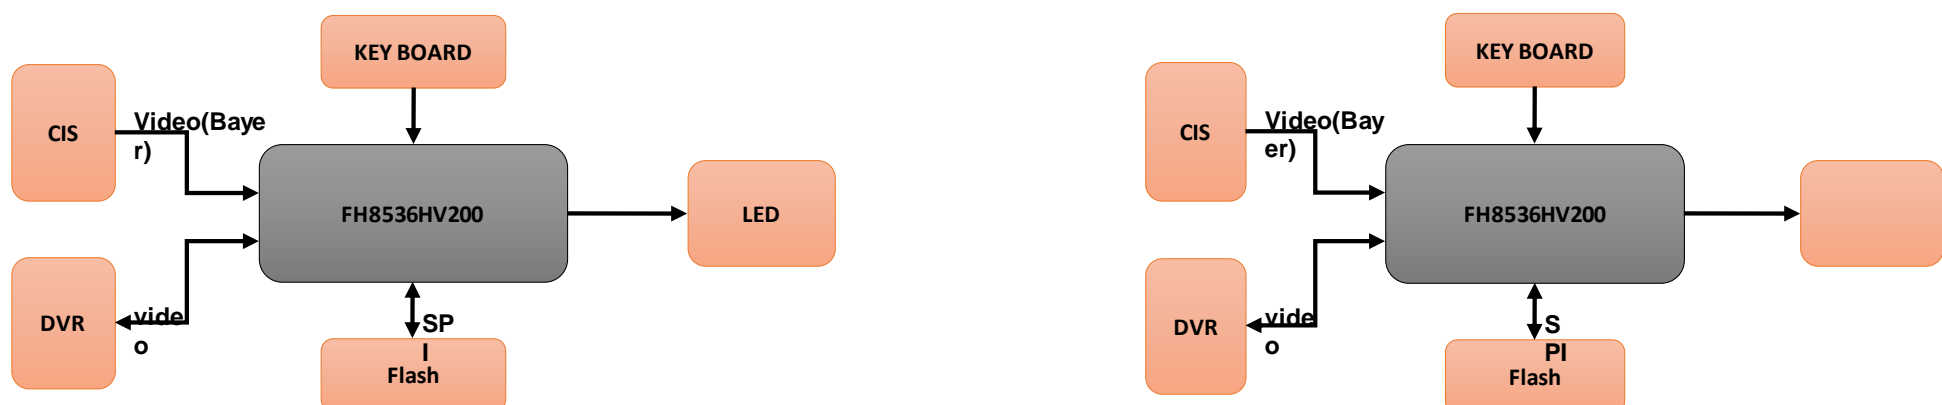 KEY BOARD
CIS
Video(Baye
r)
FH8536HV200
LED
DVR
vide
o
SP
I
Flash
KEY BOARD
CIS
Video(Bay
er)
FH8536HV200
DVR
vide
o
S
PI
Flash